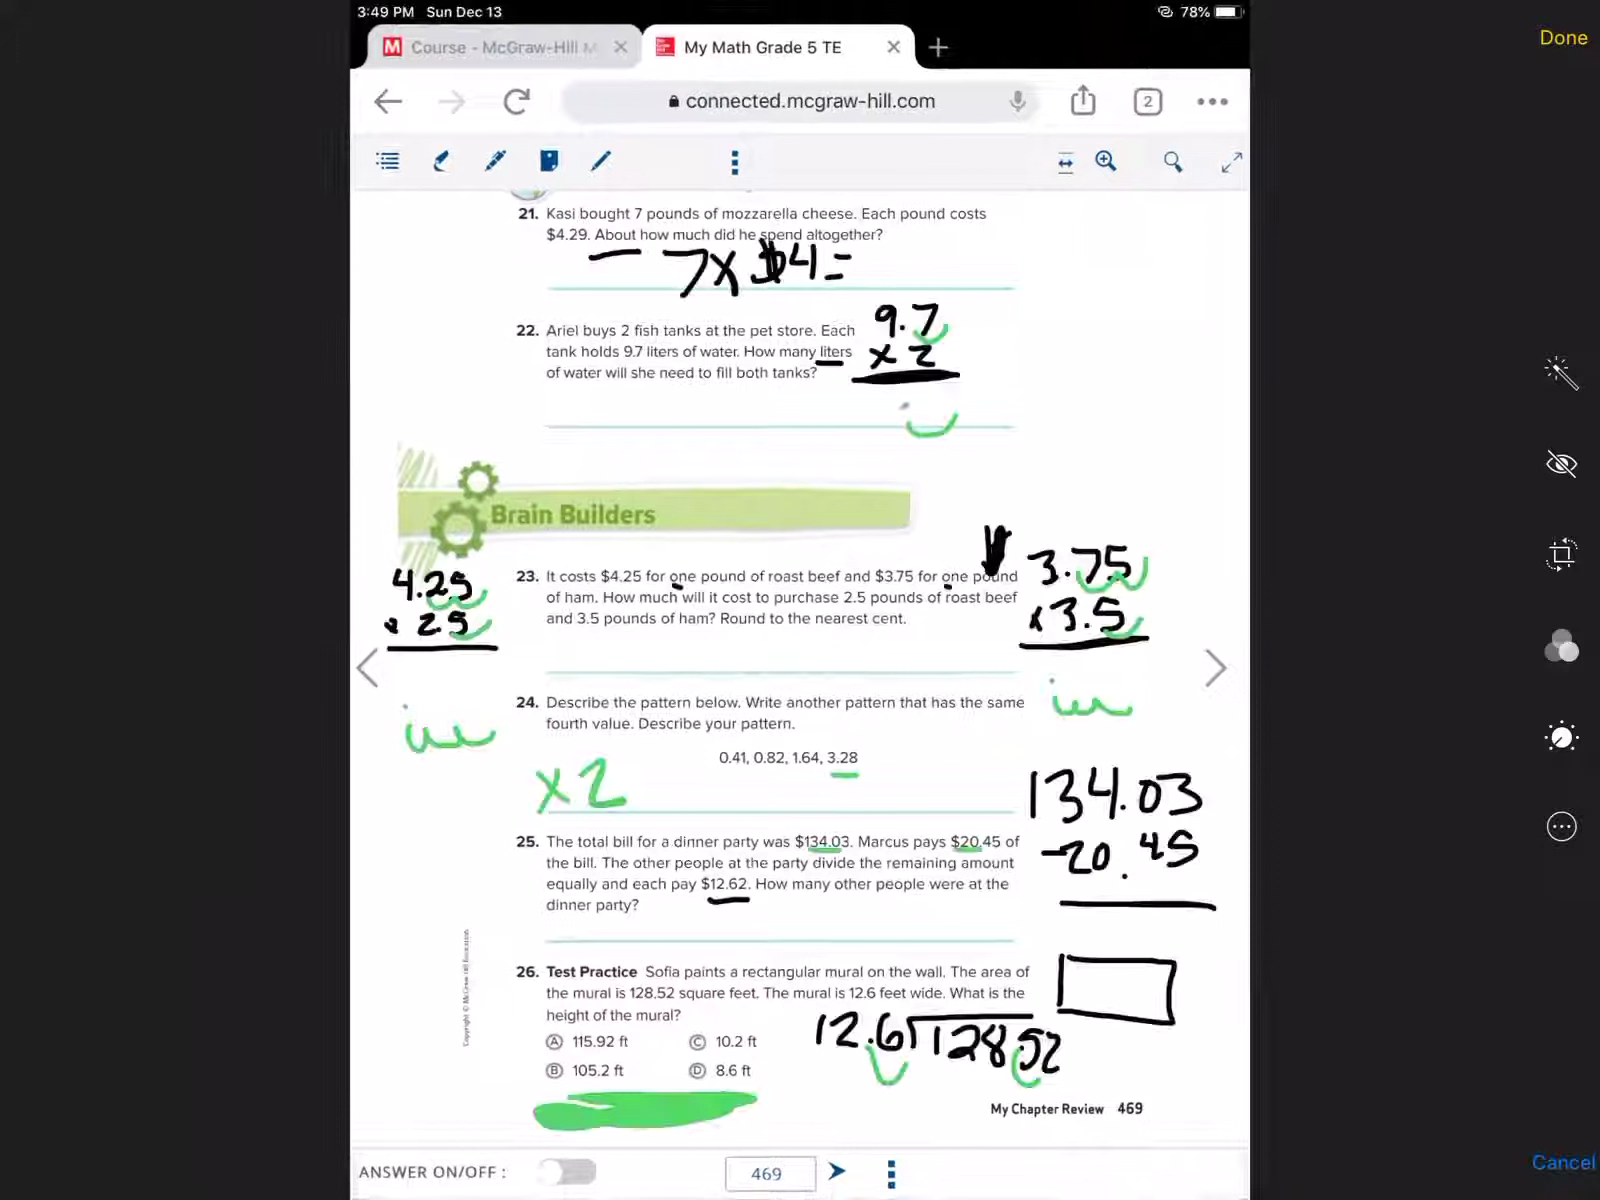 3:49 PM Sun Dec 13
78%
Done
M Course - McGraw-Hill M
My Math Grade 5 TE
connected.mcgraw-hill.com
2
21. Kasi bought 7 pounds of mozzarella cheese. Each pound costs
$4.29. About how much did he spend altogether?
7x $4=
22. Ariel buys 2 fish tanks at the pet store. Each
tank holds 9.7 liters of water. How many liters
of water will she need to fill both tanks?
9.7
x 2
Brain Builders
23. It costs $4.25 for one pound of roast beef and $3.75 for one pound
of ham. How much will it cost to purchase 2.5 pounds of roast beef
and 3.5 pounds of ham? Round to the nearest cent.
4.25
x 2.5
3.75
x3.5
24. Describe the pattern below. Write another pattern that has the same
fourth value. Describe your pattern.
0.41, 0.82, 1.64, 3.28
x2
25. The total bill for a dinner party was $134.03. Marcus pays $20.45 of
the bill. The other people at the party divide the remaining amount
equally and each pay $12.62. How many other people were at the
dinner party?
134.03
-20.45
26. Test Practice Sofia paints a rectangular mural on the wall. The area of
the mural is 128.52 square feet. The mural is 12.6 feet wide. What is the
height of the mural?
A 115.92 ft
C 10.2 ft
B 105.2 ft
D 8.6 ft
12.6 128.52
Copyright © McGraw-Hill Education
My Chapter Review 469
ANSWER ON/OFF :
469
Cancel